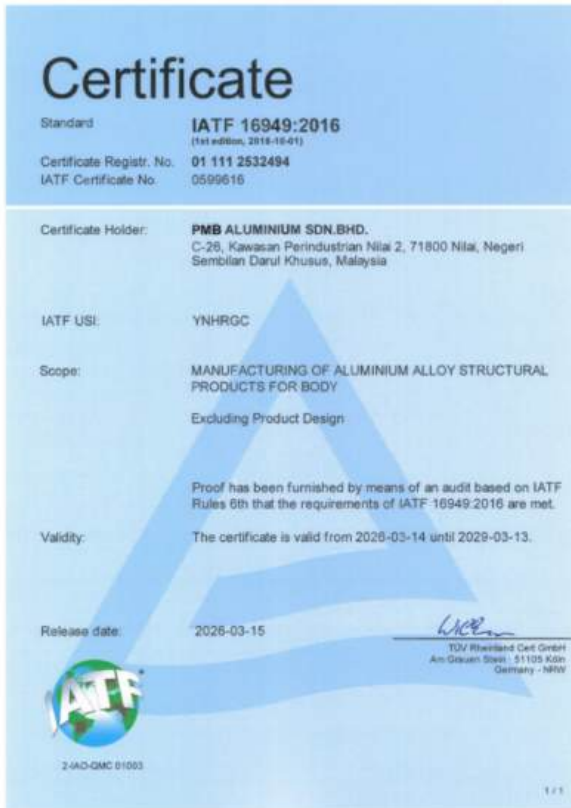 Certificate
Standard
IATF 16949:2016
(1st edition, 2016-10-01)
Certificate Registr. No.
01 111 2532494
IATF Certificate No.
0599616
Certificate Holder:
PMB ALUMINIUM SDN.BHD.
C-26, Kawasan Perindustrian Nilai 2, 71800 Nilai, Negeri
Sembilan Darul Khusus, Malaysia
IATF USI:
YNHRGC
Scope:
MANUFACTURING OF ALUMINIUM ALLOY STRUCTURAL
PRODUCTS FOR BODY
Excluding Product Design
Proof has been furnished by means of an audit based on IATF
Rules 6th that the requirements of IATF 16949:2016 are met.
Validity:
The certificate is valid from 2026-03-14 until 2029-03-13.
Release date:
2026-03-15
TÜV Rheinland Cert GmbH
Am Grauen Stein · 51105 Köln
Germany - NRW
IATF
2-IAO-QMC 01003
1 / 1